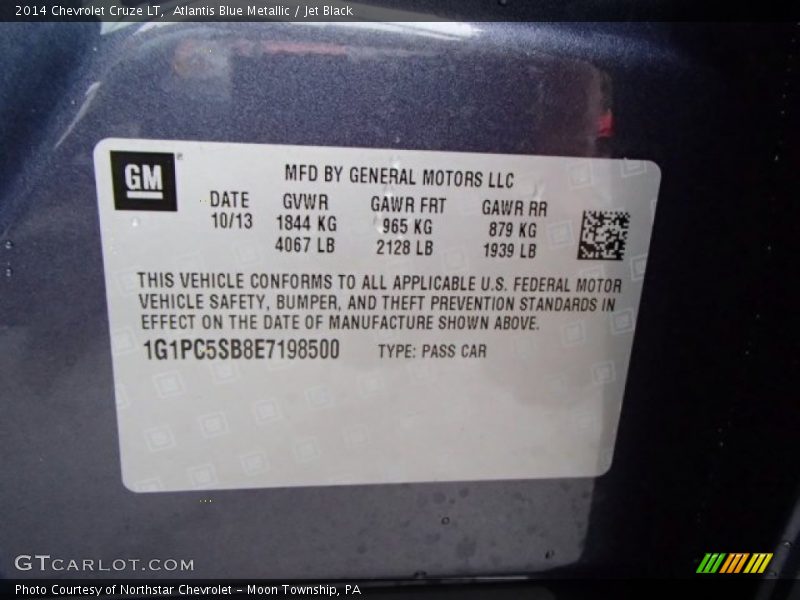 2014 Chevrolet Cruze LT,  Atlantis Blue Metallic / Jet Black
GM
MFD BY GENERAL MOTORS LLC
DATE GVWR GAWR FRT GAWR RR
10/13 1844 KG 965 KG 879 KG
4067 LB 2128 LB 1939 LB
THIS VEHICLE CONFORMS TO ALL APPLICABLE U.S. FEDERAL MOTOR
VEHICLE SAFETY, BUMPER, AND THEFT PREVENTION STANDARDS IN
EFFECT ON THE DATE OF MANUFACTURE SHOWN ABOVE.
1G1PC5SB8E7198500 TYPE: PASS CAR
GTCARLOT.COM
Photo Courtesy of Northstar Chevrolet - Moon Township, PA